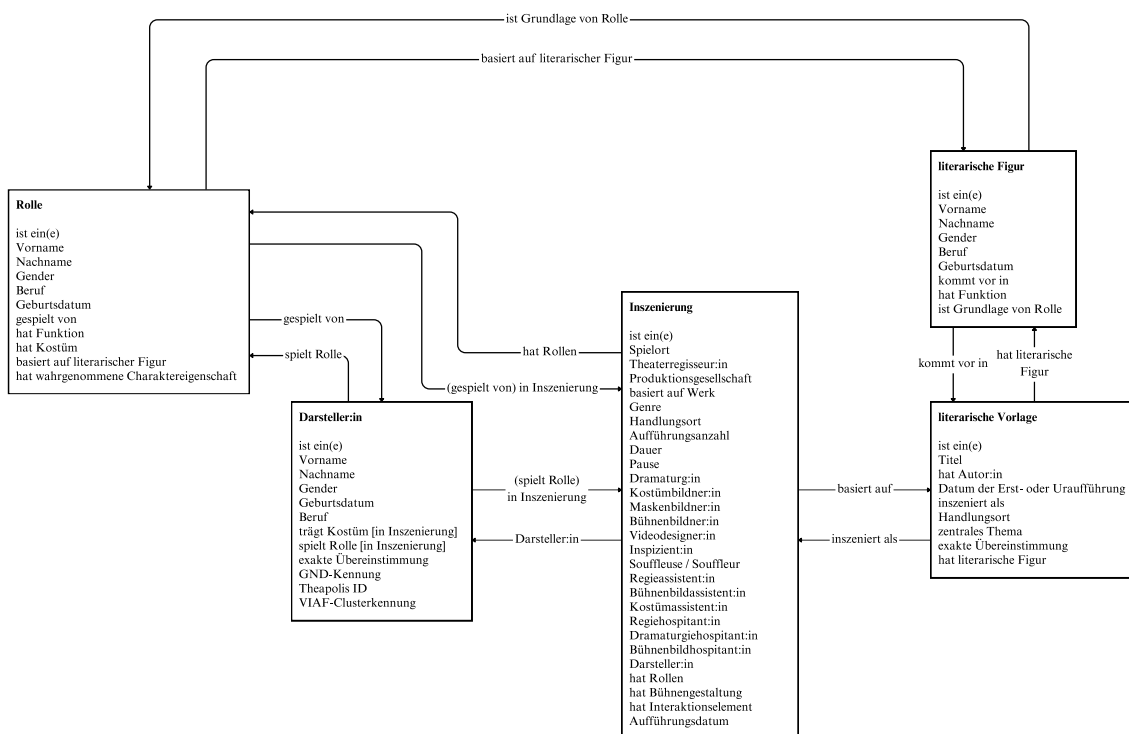 ist Grundlage von Rolle
basiert auf literarischer Figur
Rolle
ist ein(e)
Vorname
Nachname
Gender
Beruf
Geburtsdatum
gespielt von
hat Funktion
hat Kostüm
basiert auf literarischer Figur
hat wahrgenommene Charaktereigenschaft
literarische Figur
ist ein(e)
Vorname
Nachname
Gender
Beruf
Geburtsdatum
kommt vor in
hat Funktion
ist Grundlage von Rolle
gespielt von
spielt Rolle
hat Rollen
(gespielt von) in Inszenierung
kommt vor in
hat literarische
Figur
Darsteller:in
ist ein(e)
Vorname
Nachname
Gender
Geburtsdatum
Beruf
trägt Kostüm [in Inszenierung]
spielt Rolle [in Inszenierung]
exakte Übereinstimmung
GND-Kennung
Theapolis ID
VIAF-Clusterkennung
(spielt Rolle)
in Inszenierung
Darsteller:in
Inszenierung
ist ein(e)
Spielort
Theaterregisseur:in
Produktionsgesellschaft
basiert auf Werk
Genre
Handlungsort
Aufführungsanzahl
Dauer
Pause
Dramaturg:in
Kostümbildner:in
Maskenbildner:in
Bühnenbildner:in
Videodesigner:in
Inspizient:in
Souffleuse / Souffleur
Regieassistent:in
Bühnenbildassistent:in
Kostümassistent:in
Regiehospitant:in
Dramaturgiehospitant:in
Bühnenbildhospitant:in
Darsteller:in
hat Rollen
hat Bühnengestaltung
hat Interaktionselement
Aufführungsdatum
basiert auf
inszeniert als
literarische Vorlage
ist ein(e)
Titel
hat Autor:in
Datum der Erst- oder Uraufführung
inszeniert als
Handlungsort
zentrales Thema
exakte Übereinstimmung
hat literarische Figur